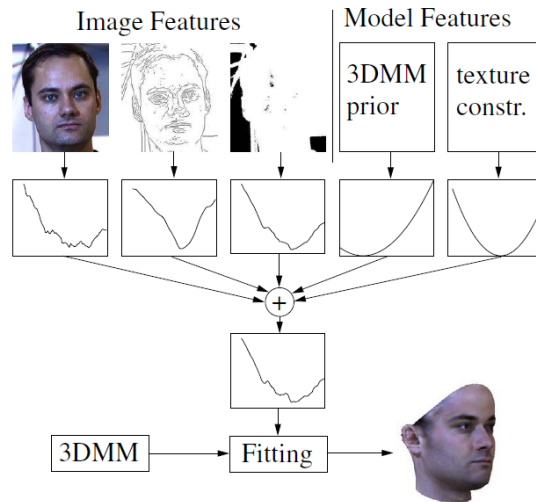 Image Features
Model Features
3DMM
prior
texture
constr.
+
3DMM
Fitting